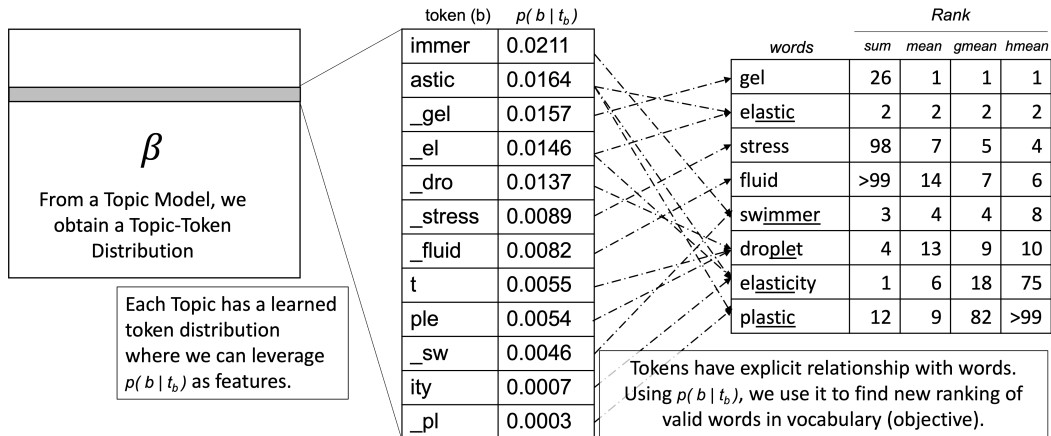 β
From a Topic Model, we
obtain a Topic-Token
Distribution
Each Topic has a learned
token distribution
where we can leverage
p( b | t_b ) as features.
token (b) p( b | t_b )
immer 0.0211
astic 0.0164
_gel 0.0157
_el 0.0146
_dro 0.0137
_stress 0.0089
_fluid 0.0082
t 0.0055
ple 0.0054
_sw 0.0046
ity 0.0007
_pl 0.0003
Rank
words sum mean gmean hmean
gel 26 1 1 1
elastic 2 2 2 2
stress 98 7 5 4
fluid >99 14 7 6
swimmer 3 4 4 8
droplet 4 13 9 10
elasticity 1 6 18 75
plastic 12 9 82 >99
Tokens have explicit relationship with words.
Using p( b | t_b ), we use it to find new ranking of
valid words in vocabulary (objective).